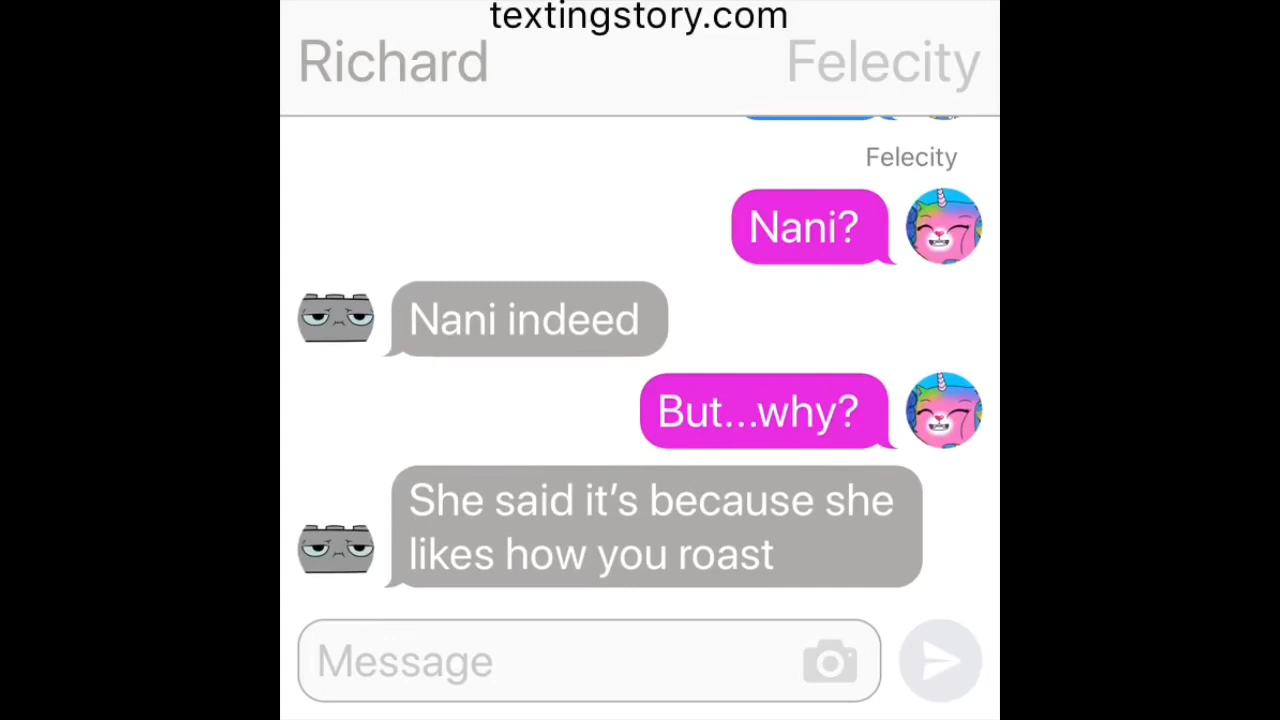 textingstory.com
Richard
Felecity
Felecity
Nani?
Nani indeed
But...why?
She said it’s because she
likes how you roast
Message